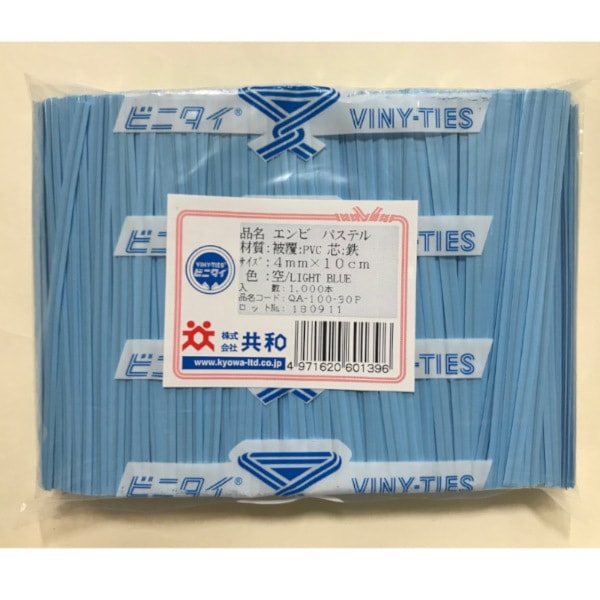 ビニタイ® VINY-TIES
品名 エンビ パステル
材質:被覆:PVC 芯:鉄
サイズ:4mm×10cm
色:空/LIGHT BLUE
入 数:1,000本
品名コード:QA-100-30P
ロットNo.:180911
VINY-TIES
ビニタイ
株式会社 共和
www.kyowa-ltd.co.jp
4 971620 601396
ビニタイ® VINY-TIES